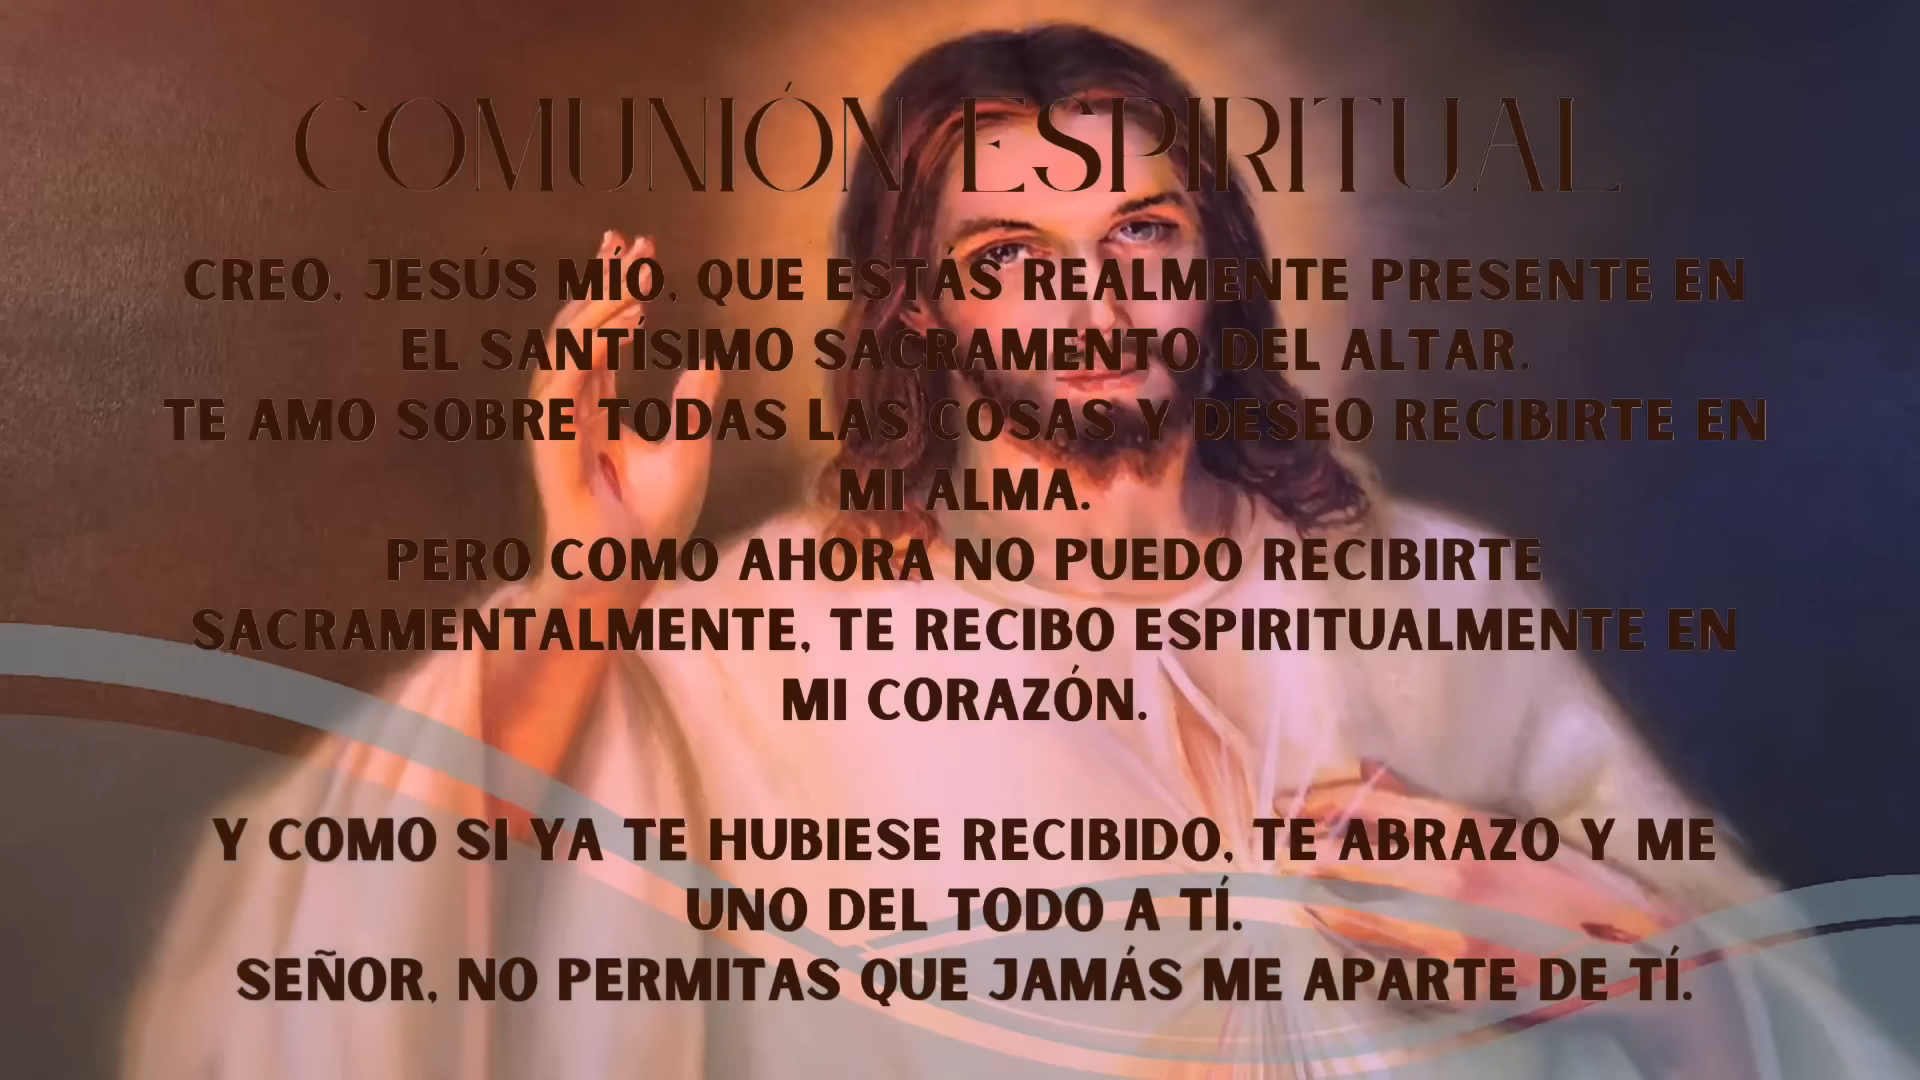 COMUNIÓN ESPIRITUAL
CREO, JESÚS MÍO, QUE ESTÁS REALMENTE PRESENTE EN
EL SANTÍSIMO SACRAMENTO DEL ALTAR.
TE AMO SOBRE TODAS LAS COSAS Y DESEO RECIBIRTE EN
MI ALMA.
PERO COMO AHORA NO PUEDO RECIBIRTE
SACRAMENTALMENTE, TE RECIBO ESPIRITUALMENTE EN
MI CORAZÓN.
Y COMO SI YA TE HUBIESE RECIBIDO, TE ABRAZO Y ME
UNO DEL TODO A TÍ.
SEÑOR, NO PERMITAS QUE JAMÁS ME APARTE DE TÍ.